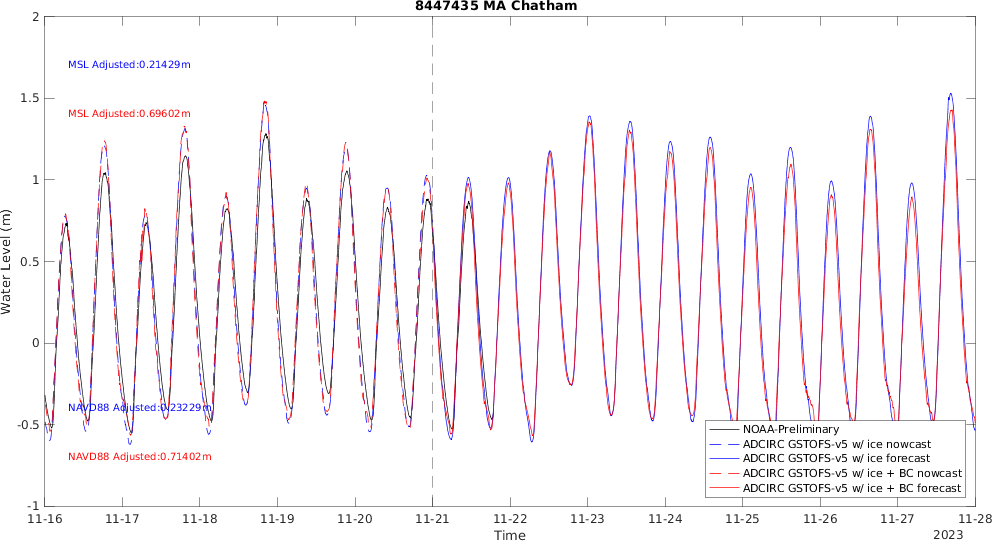 8447435 MA Chatham
2
MSL Adjusted:0.21429m
1.5
MSL Adjusted:0.69602m
1
0.5
Water Level (m)
0
NAVD88 Adjusted:0.23229m
-0.5
NAVD88 Adjusted:0.71402m
-1
NOAA-Preliminary
ADCIRC GSTOFS-v5 w/ ice nowcast
ADCIRC GSTOFS-v5 w/ ice forecast
ADCIRC GSTOFS-v5 w/ ice + BC nowcast
ADCIRC GSTOFS-v5 w/ ice + BC forecast
11-16 11-17 11-18 11-19 11-20 11-21 11-22 11-23 11-24 11-25 11-26 11-27 11-28
Time
2023